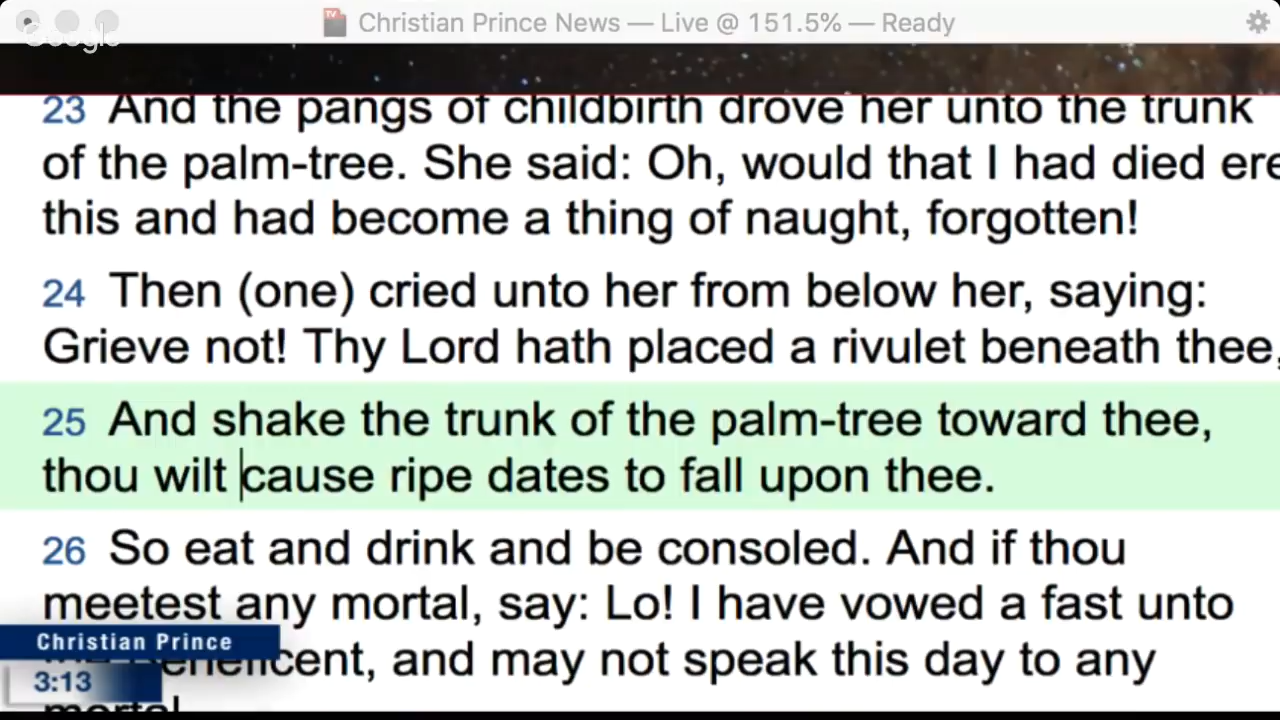 Christian Prince News — Live @ 151.5% — Ready
Google
23 And the pangs of childbirth drove her unto the trunk
of the palm-tree. She said: Oh, would that I had died ere
this and had become a thing of naught, forgotten!
24 Then (one) cried unto her from below her, saying:
Grieve not! Thy Lord hath placed a rivulet beneath thee,
25 And shake the trunk of the palm-tree toward thee,
thou wilt cause ripe dates to fall upon thee.
26 So eat and drink and be consoled. And if thou
meetest any mortal, say: Lo! I have vowed a fast unto
Christian Prince
and may not speak this day to any
3:13
mortal